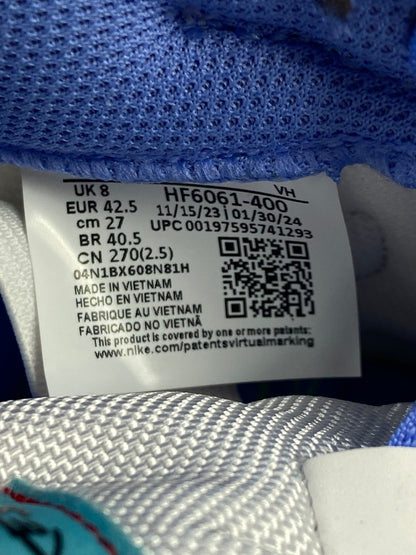 VH
UK 8 HF6061-400
EUR 42.5 11/15/23 | 01/30/24
cm 27 UPC 00197595741293
BR 40.5
CN 270(2.5)
04N1BX608N81H
MADE IN VIETNAM
HECHO EN VIETNAM
FABRIQUE AU VIETNAM
FABRICADO NO VIETNÃ
This product is covered by one or more patents:
www.nike.com/patentsvirtualmarking